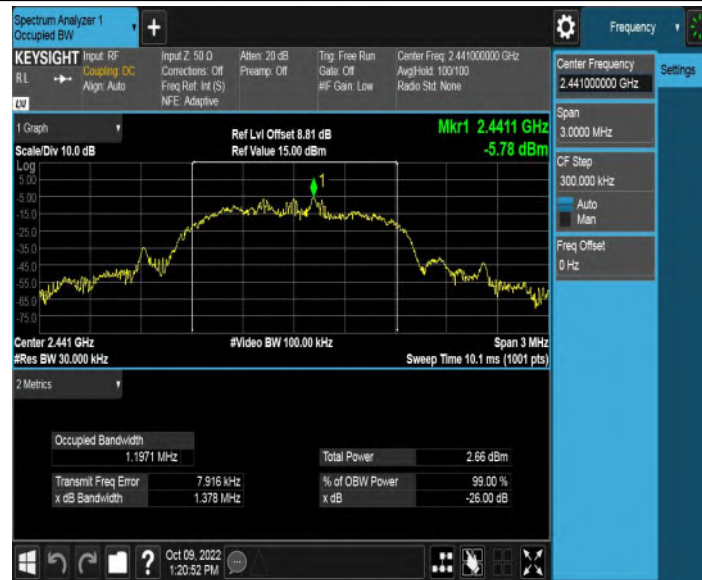 Spectrum Analyzer 1
Occupied BW
Frequency
KEYSIGHT
RL
LXI
Input: RF
Coupling: DC
Align: Auto
Input Z: 50 Ω
Corrections: Off
Freq Ref: Int (S)
NFE: Adaptive
Atten: 20 dB
Preamp: Off
Trig: Free Run
Gate: Off
#IF Gain: Low
Center Freq: 2.441000000 GHz
Avg|Hold: 100/100
Radio Std: None
Center Frequency
2.441000000 GHz
Settings
Span
3.0000 MHz
CF Step
300.000 kHz
Auto
Man
Freq Offset
0 Hz
1 Graph
Scale/Div 10.0 dB
Ref Lvl Offset 8.81 dB
Ref Value 15.00 dBm
Mkr1 2.4411 GHz
-5.78 dBm
Log
5.00
-5.00
-15.0
-25.0
-35.0
-45.0
-55.0
-65.0
-75.0
1
Center 2.441 GHz
#Res BW 30.000 kHz
#Video BW 100.00 kHz
Span 3 MHz
Sweep Time 10.1 ms (1001 pts)
2 Metrics
Occupied Bandwidth
1.1971 MHz
Total Power 2.66 dBm
Transmit Freq Error 7.916 kHz
% of OBW Power 99.00 %
x dB Bandwidth 1.378 MHz
x dB -26.00 dB
?
Oct 09, 2022
1:20:52 PM